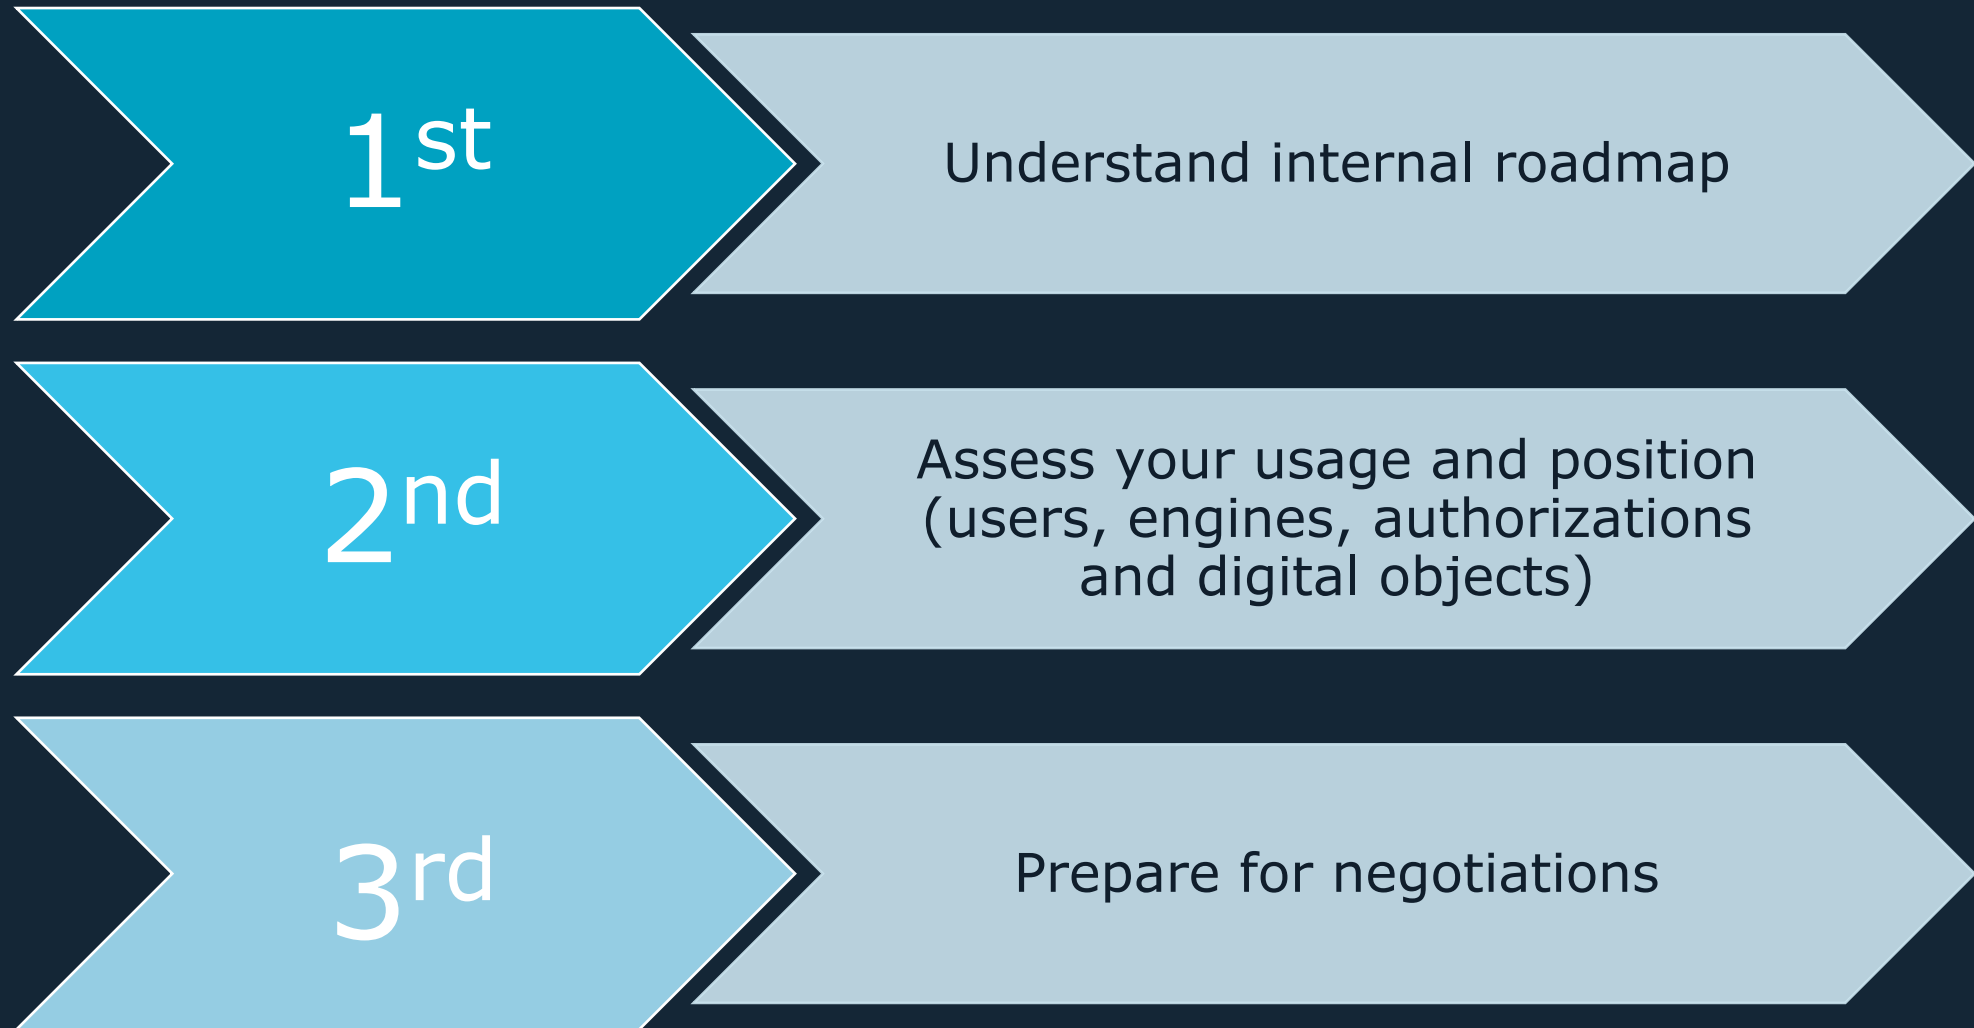 1st
Understand internal roadmap
2nd
Assess your usage and position
(users, engines, authorizations
and digital objects)
3rd
Prepare for negotiations